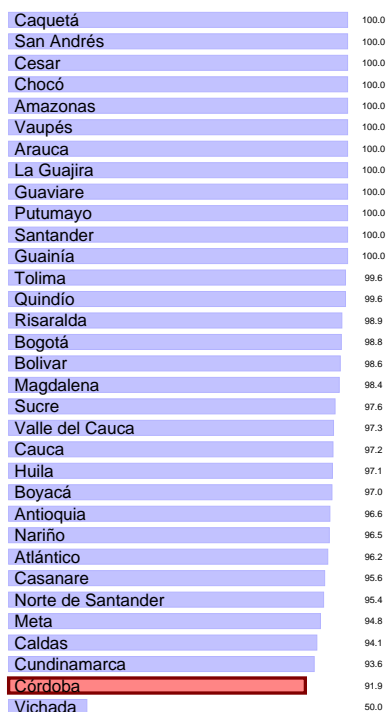 Caquetá 100.0
San Andrés 100.0
Cesar 100.0
Chocó 100.0
Amazonas 100.0
Vaupés 100.0
Arauca 100.0
La Guajira 100.0
Guaviare 100.0
Putumayo 100.0
Santander 100.0
Guainía 100.0
Tolima 99.6
Quindío 99.6
Risaralda 98.9
Bogotá 98.8
Bolivar 98.6
Magdalena 98.4
Sucre 97.6
Valle del Cauca 97.3
Cauca 97.2
Huila 97.1
Boyacá 97.0
Antioquia 96.6
Nariño 96.5
Atlántico 96.2
Casanare 95.6
Norte de Santander 95.4
Meta 94.8
Caldas 94.1
Cundinamarca 93.6
Córdoba 91.9
Vichada 50.0